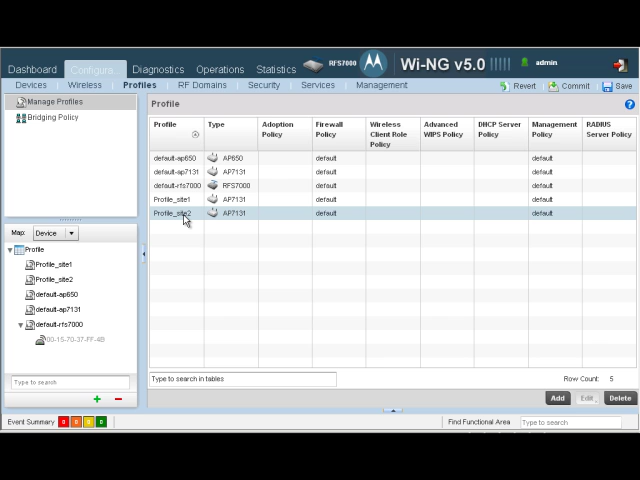 Dashboard Configura... Diagnostics Operations Statistics RFS7000 Wi-NG v5.0 admin
Devices Wireless Profiles RF Domains Security Services Management Revert Commit Save
Manage Profiles
Bridging Policy
Profile
Profile Type Adoption Policy Firewall Policy Wireless Client Role Policy Advanced WIPS Policy DHCP Server Policy Management Policy RADIUS Server Policy
default-ap650 AP650 default default
default-ap7131 AP7131 default default
default-rfs7000 RFS7000 default default
Profile_site1 AP7131 default default
Profile_site2 AP7131 default default
Map: Device
Profile
Profile_site1
Profile_site2
default-ap650
default-ap7131
default-rfs7000
00-15-70-37-FF-4B
Type to search
Type to search in tables Row Count: 5
Add Edit Delete
Event Summary 0 0 0 0 Find Functional Area Type to search